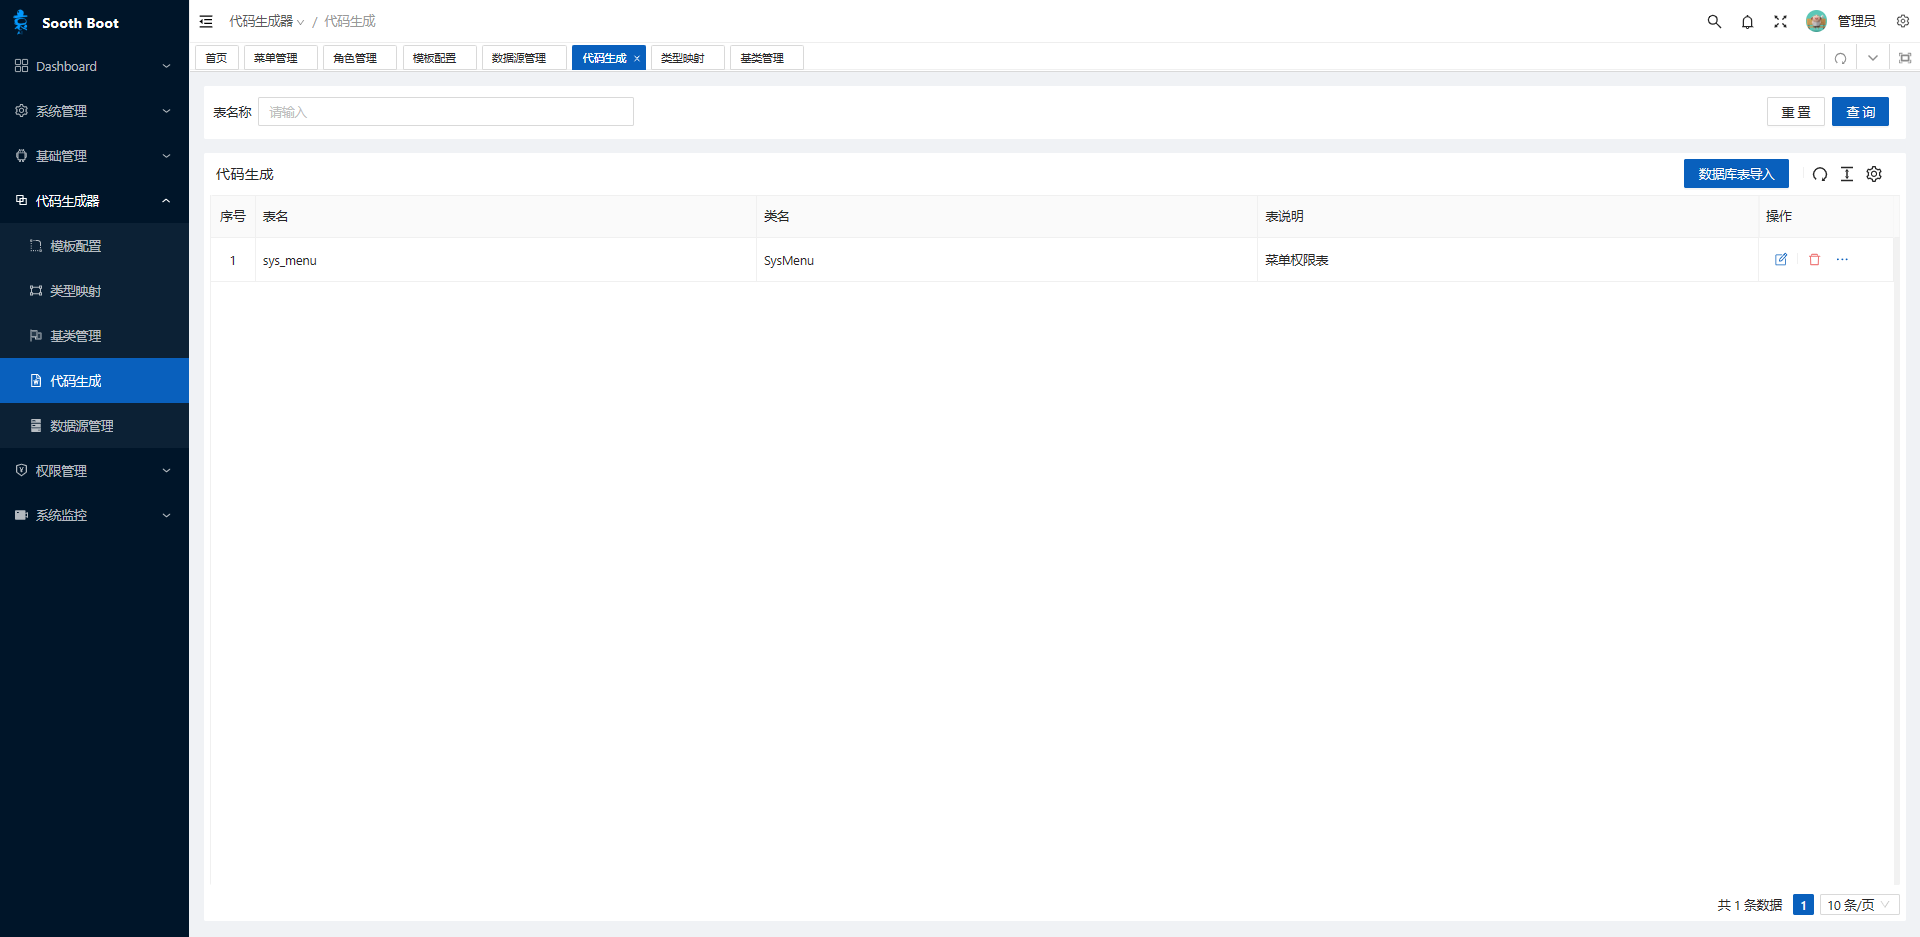 Sooth Boot
Dashboard
系统管理
基础管理
代码生成器
模板配置
类型映射
基类管理
代码生成
数据源管理
权限管理
系统监控
代码生成器 / 代码生成
管理员
首页 菜单管理 角色管理 模板配置 数据源管理 代码生成 × 类型映射 基类管理
表名称 请输入 重 置 查 询
代码生成 数据库表导入
序号 表名 类名 表说明 操作
1 sys_menu SysMenu 菜单权限表 ···
共 1 条数据 1 10 条/页